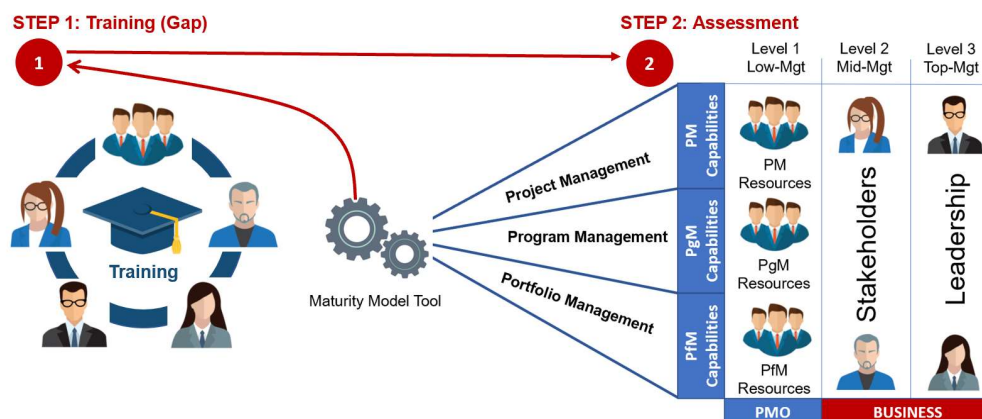 STEP 1: Training (Gap)
STEP 2: Assessment
1
2
Level 1
Low-Mgt
Level 2
Mid-Mgt
Level 3
Top-Mgt
Training
Maturity Model Tool
Project Management
Program Management
Portfolio Management
PM
Capabilities
PgM
Capabilities
PfM
Capabilities
PM
Resources
PgM
Resources
PfM
Resources
Stakeholders
Leadership
PMO
BUSINESS